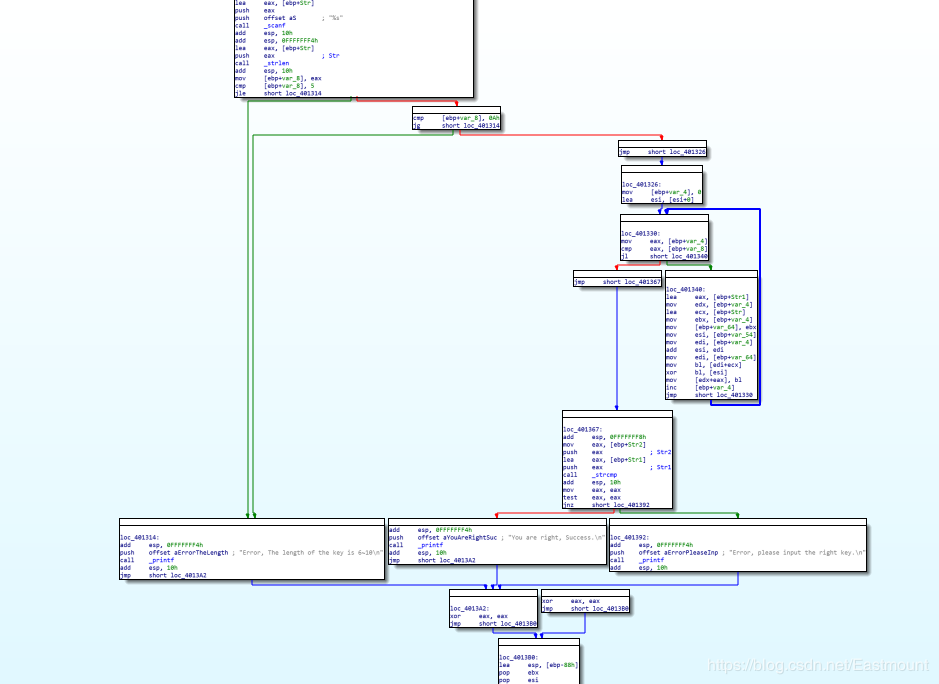 lea     eax, [ebp+Str]
push    eax
push    offset aS       ; "%s"
call    _scanf
add     esp, 10h
add     esp, 0FFFFFFF4h
lea     eax, [ebp+Str]
push    eax             ; Str
call    _strlen
add     esp, 10h
mov     [ebp+var_8], eax
cmp     [ebp+var_8], 5
jle     short loc_401314
cmp     [ebp+var_8], 0Ah
jg      short loc_401314
jmp     short loc_401326
loc_401326:
mov     [ebp+var_4], 0
lea     esi, [esi+0]
loc_401330:
mov     eax, [ebp+var_4]
cmp     eax, [ebp+var_8]
jl      short loc_401340
jmp     short loc_401367
loc_401340:
lea     eax, [ebp+Str1]
mov     edx, [ebp+var_4]
lea     ecx, [ebp+Str]
mov     ebx, [ebp+var_4]
mov     [ebp+var_64], ebx
mov     esi, [ebp+var_54]
mov     edi, [ebp+var_4]
add     esi, edi
mov     edi, [ebp+var_64]
mov     bl, [edi+ecx]
xor     bl, [esi]
mov     [edx+eax], bl
inc     [ebp+var_4]
jmp     short loc_401330
loc_401367:
add     esp, 0FFFFFFF8h
mov     eax, [ebp+Str2]
push    eax             ; Str2
lea     eax, [ebp+Str1]
push    eax             ; Str1
call    _strcmp
add     esp, 10h
mov     eax, eax
test    eax, eax
jnz     short loc_401392
loc_401314:
add     esp, 0FFFFFFF4h
push    offset aErrorTheLength ; "Error, The length of the key is 6~10\n"
call    _printf
add     esp, 10h
jmp     short loc_4013A2
add     esp, 0FFFFFFF4h
push    offset aYouAreRightSuc ; "You are right, Success.\n"
call    _printf
add     esp, 10h
jmp     short loc_4013A2
loc_401392:
add     esp, 0FFFFFFF4h
push    offset aErrorPleaseInp ; "Error, please input the right key.\n"
call    _printf
add     esp, 10h
loc_4013A2:
xor     eax, eax
jmp     short loc_4013B0
xor     eax, eax
jmp     short loc_4013B0
loc_4013B0:
lea     esp, [ebp-88h]
pop     ebx
pop     esi
https://blog.csdn.net/Eastmount